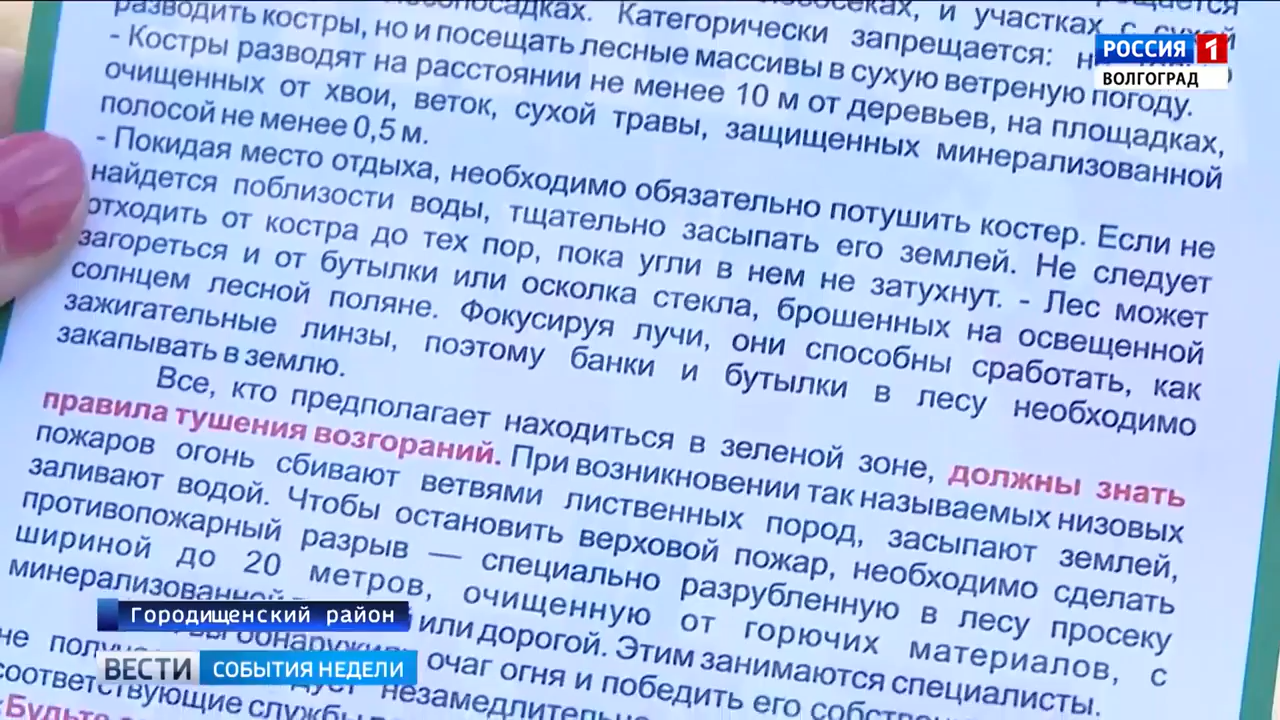 разводить костры, но и посещать лесные массивы в сухую ветреную погоду.
Категорически запрещается:
и участках с сухой
- Костры разводят на расстоянии не менее 10 м от деревьев, на площадках,
очищенных от хвои, веток, сухой травы, защищенных минерализованной
полосой не менее 0,5 м.
- Покидая место отдыха, необходимо обязательно потушить костер. Если не
найдется поблизости воды, тщательно засыпать его землей. Не следует
отходить от костра до тех пор, пока угли в нем не затухнут. - Лес может
загореться и от бутылки или осколка стекла, брошенных на освещенной
солнцем лесной поляне. Фокусируя лучи, они способны сработать, как
зажигательные линзы, поэтому банки и бутылки в лесу необходимо
закапывать в землю.
Все, кто предполагает находиться в зеленой зоне, должны знать
правила тушения возгораний. При возникновении так называемых низовых
пожаров огонь сбивают ветвями лиственных пород, засыпают землей,
заливают водой. Чтобы остановить верховой пожар, необходимо сделать
противопожарный разрыв — специально разрубленную в лесу просеку
шириной до 20 метров, очищенную от горючих материалов, с
минерализованной или дорогой. Этим занимаются специалисты.
обнаружи очаг огня и победить его
не незамедлительно
соответствующие службы
РОССИЯ 1
ВОЛГОГРАД
Городищенский район
ВЕСТИ СОБЫТИЯ НЕДЕЛИ